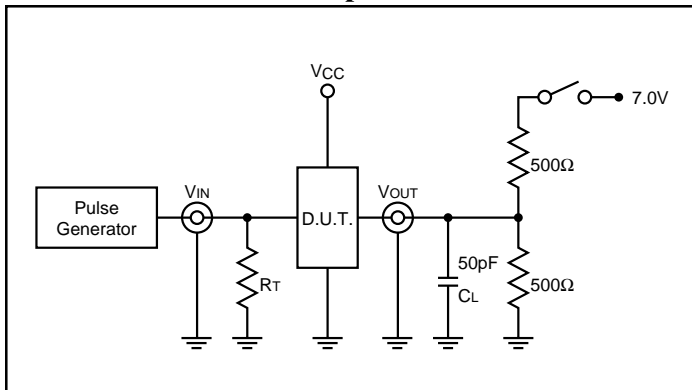 VCC
7.0V
500Ω
Pulse
Generator
VIN
D.U.T.
VOUT
RT
50pF
CL
500Ω